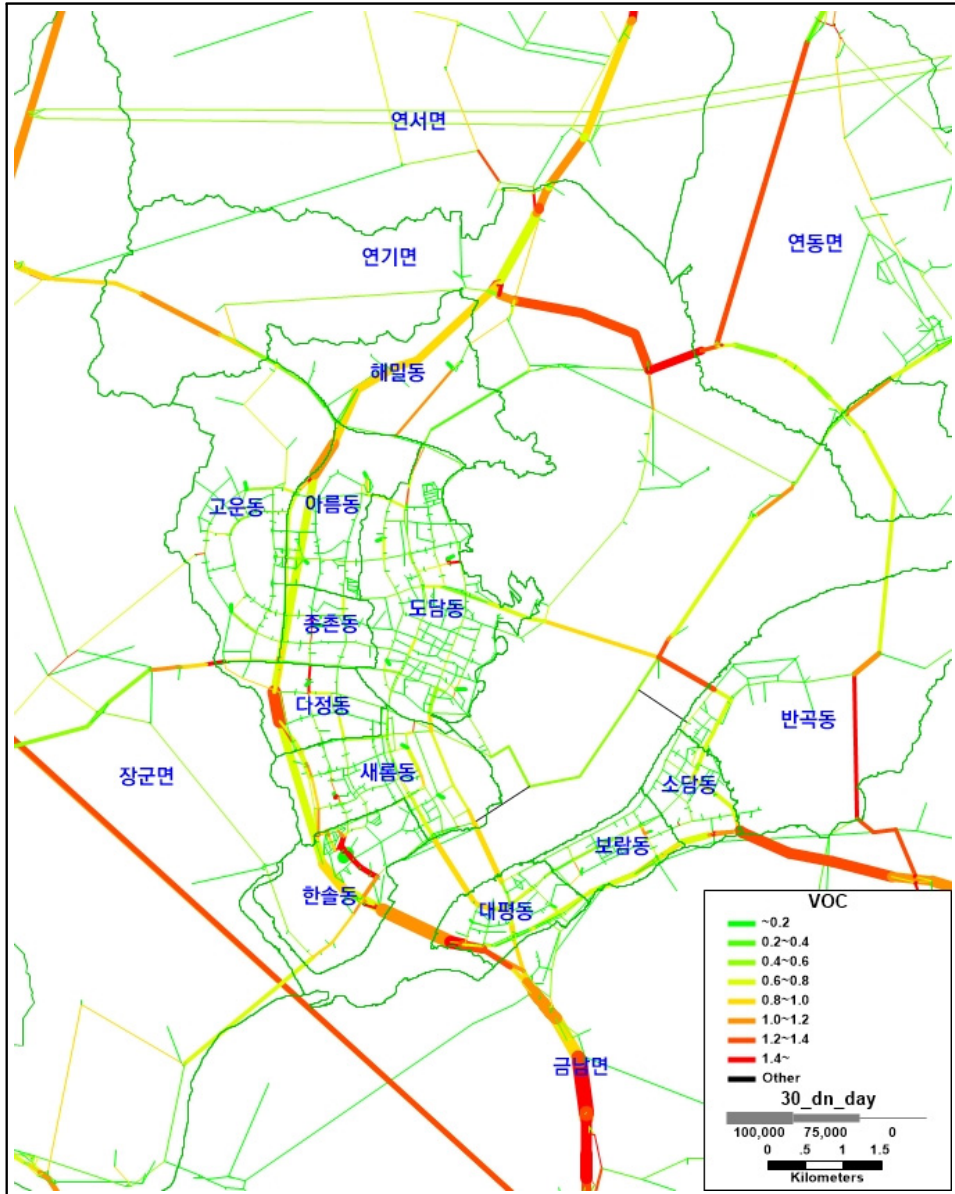 연서면
연기면
연동면
해밀동
고운동
아름동
종촌동
도담동
다정동
반곡동
장군면
새롬동
소담동
보람동
한솔동
대평동
금남면
VOC
~0.2
0.2~0.4
0.4~0.6
0.6~0.8
0.8~1.0
1.0~1.2
1.2~1.4
1.4~
Other
30_dn_day
100,000 75,000 0
0 .5 1 1.5
Kilometers